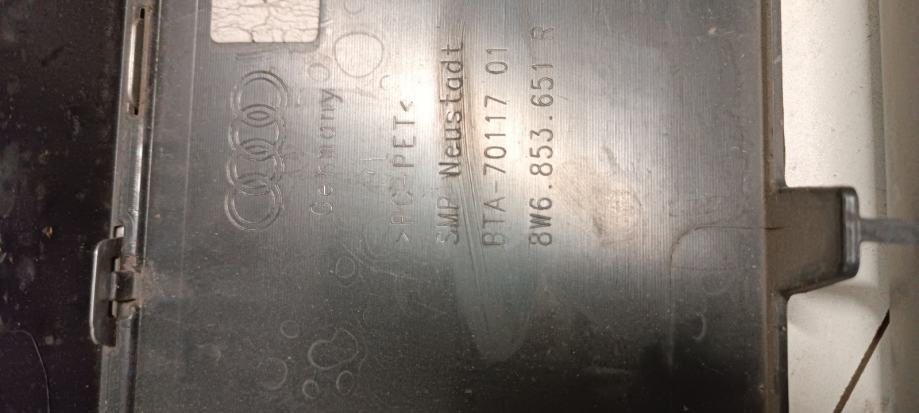 Germany
>PC-PET<
SMP Neustadt
BTA-70117 01
8W6.853.651 R